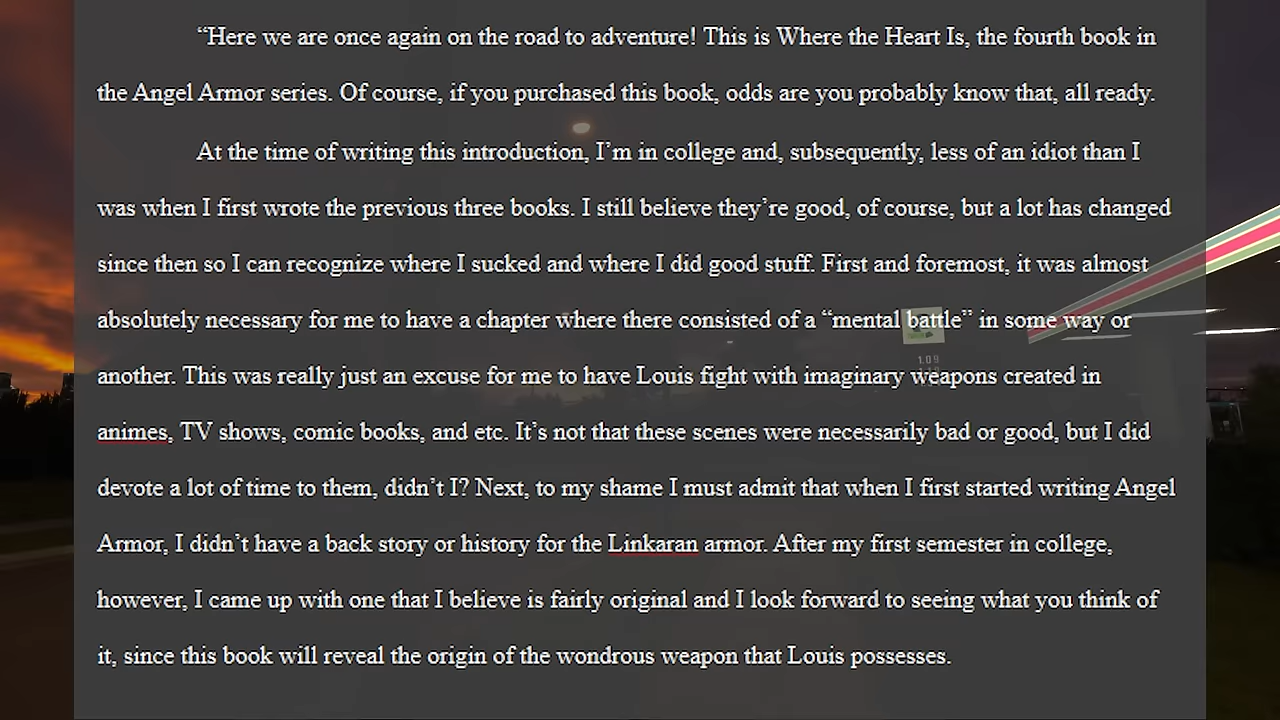 “Here we are once again on the road to adventure! This is Where the Heart Is, the fourth book in
the Angel Armor series. Of course, if you purchased this book, odds are you probably know that, all ready.
At the time of writing this introduction, I’m in college and, subsequently, less of an idiot than I
was when I first wrote the previous three books. I still believe they’re good, of course, but a lot has changed
since then so I can recognize where I sucked and where I did good stuff. First and foremost, it was almost
absolutely necessary for me to have a chapter where there consisted of a “mental battle” in some way or
another. This was really just an excuse for me to have Louis fight with imaginary weapons created in
animes, TV shows, comic books, and etc. It’s not that these scenes were necessarily bad or good, but I did
devote a lot of time to them, didn’t I? Next, to my shame I must admit that when I first started writing Angel
Armor, I didn’t have a back story or history for the Linkaran armor. After my first semester in college,
however, I came up with one that I believe is fairly original and I look forward to seeing what you think of
it, since this book will reveal the origin of the wondrous weapon that Louis possesses.
1.09